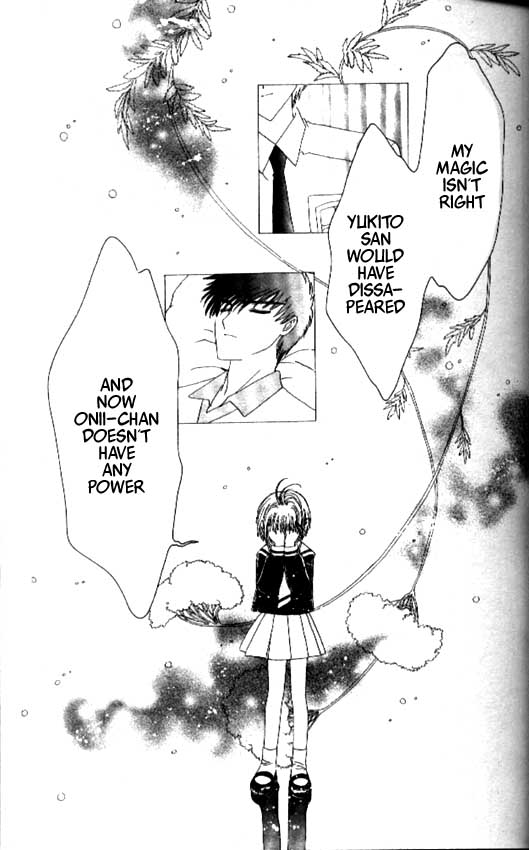 MY
MAGIC
ISN'T
RIGHT
YUKITO
SAN
WOULD
HAVE
DISSA-
PEARED
AND
NOW
ONII-CHAN
DOESN'T
HAVE
ANY
POWER